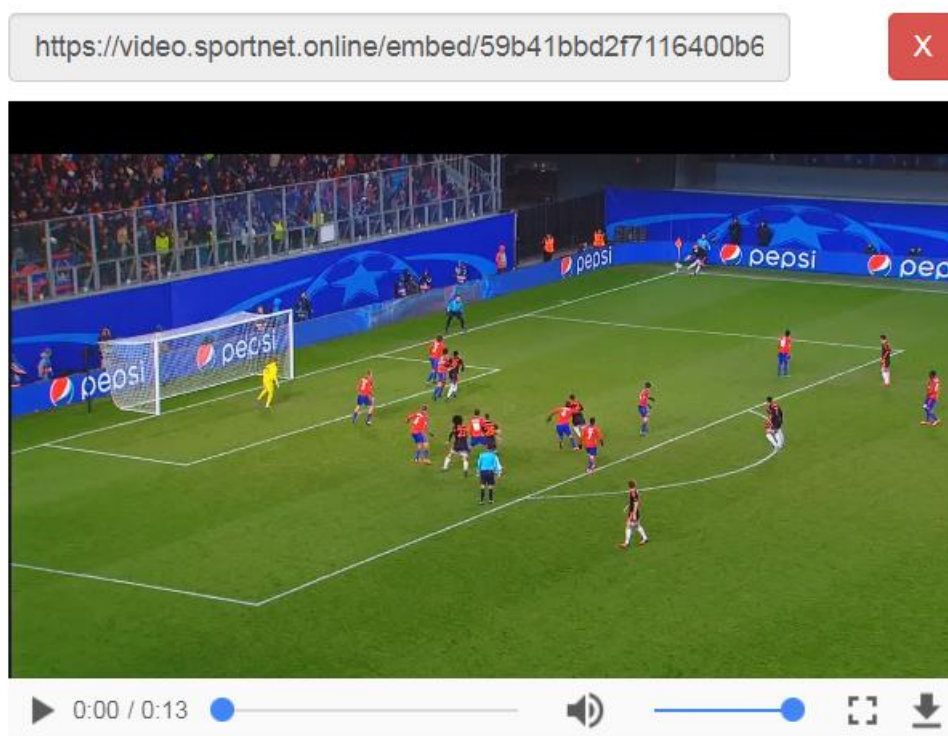 https://video.sportnet.online/embed/59b41bbd2f7116400b6
X
pepsi
pepsi
pep
pepsi
pepsi
0:00 / 0:13